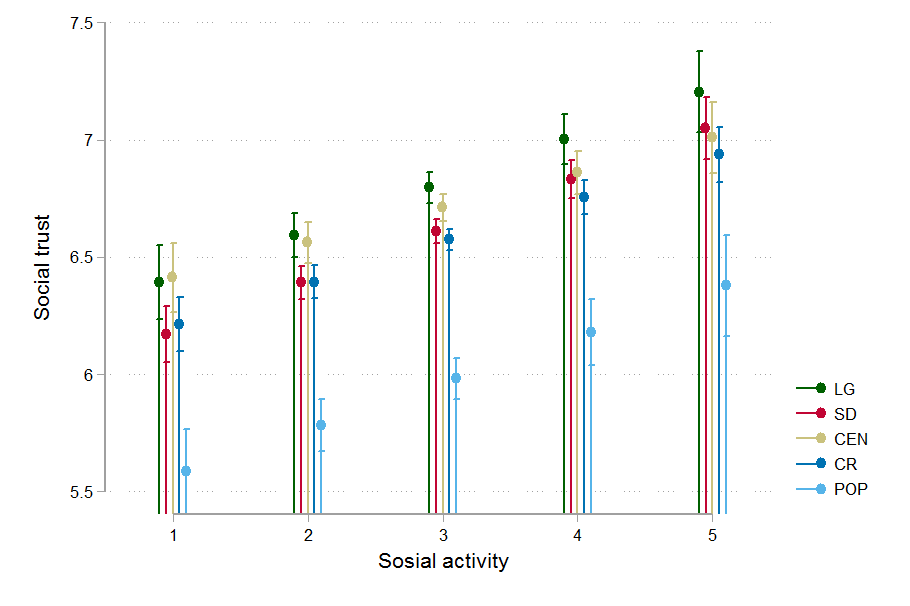 7.5
7
6.5
6
5.5
Social trust
1 2 3 4 5
Sosial activity
LG
SD
CEN
CR
POP